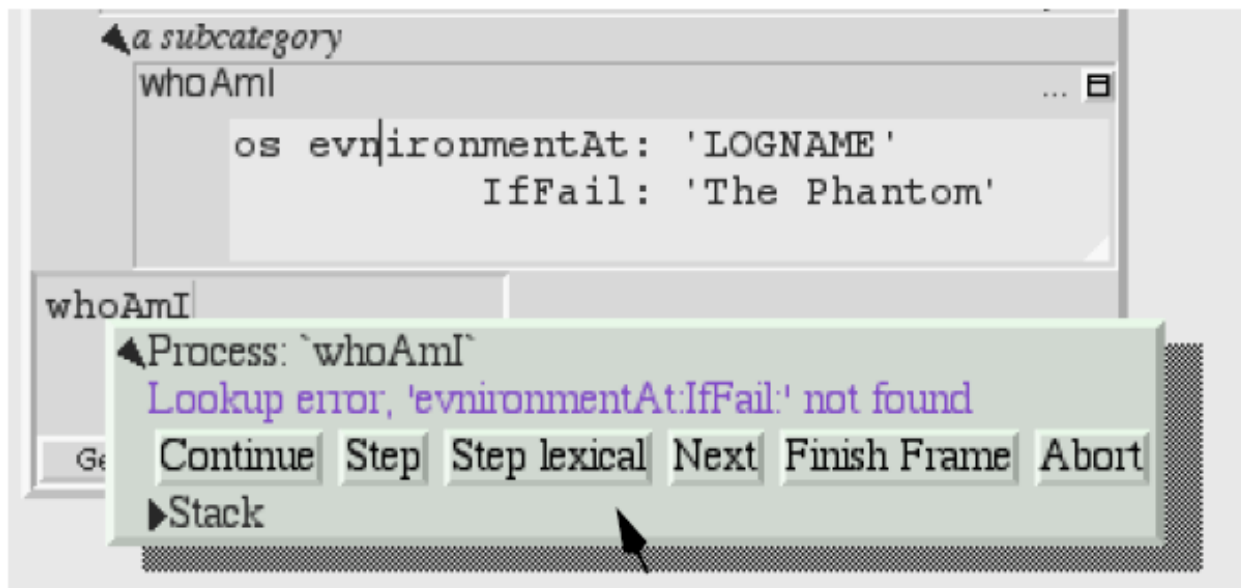 a subcategory
whoAmI ...
os evnironmentAt: 'LOGNAME'
IfFail: 'The Phantom'
whoAmI
Process: `whoAmI`
Lookup error, 'evnironmentAt:IfFail:' not found
Continue Step Step lexical Next Finish Frame Abort
Ge
Stack